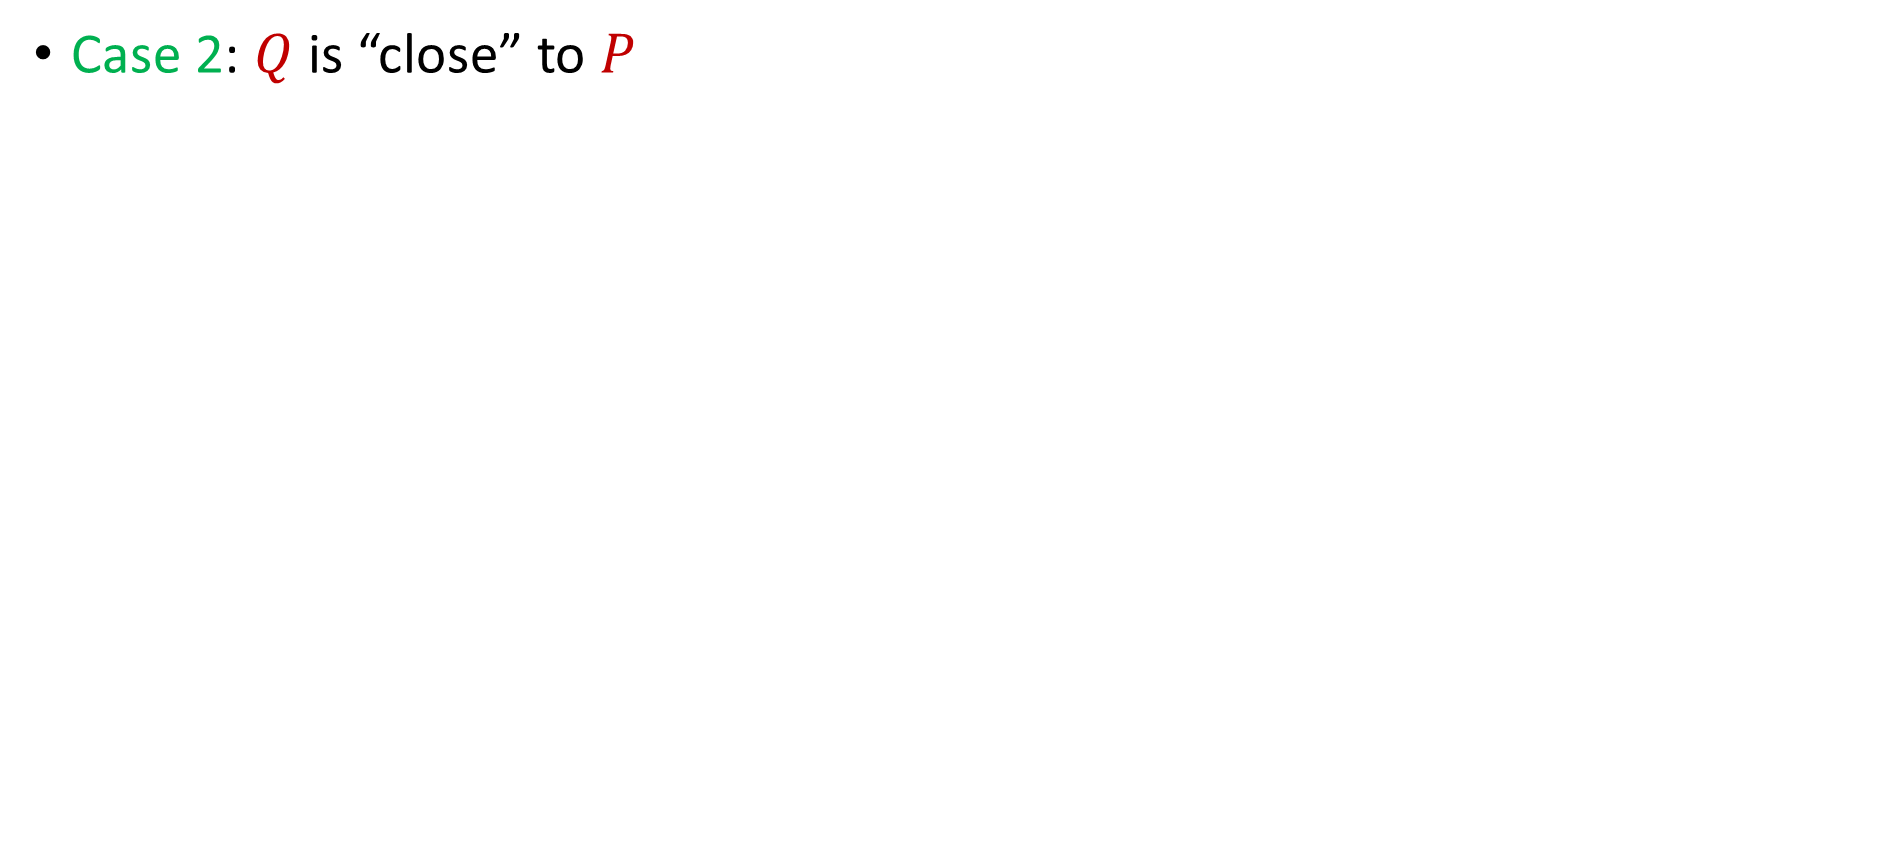 • Case 2: Q is “close” to P